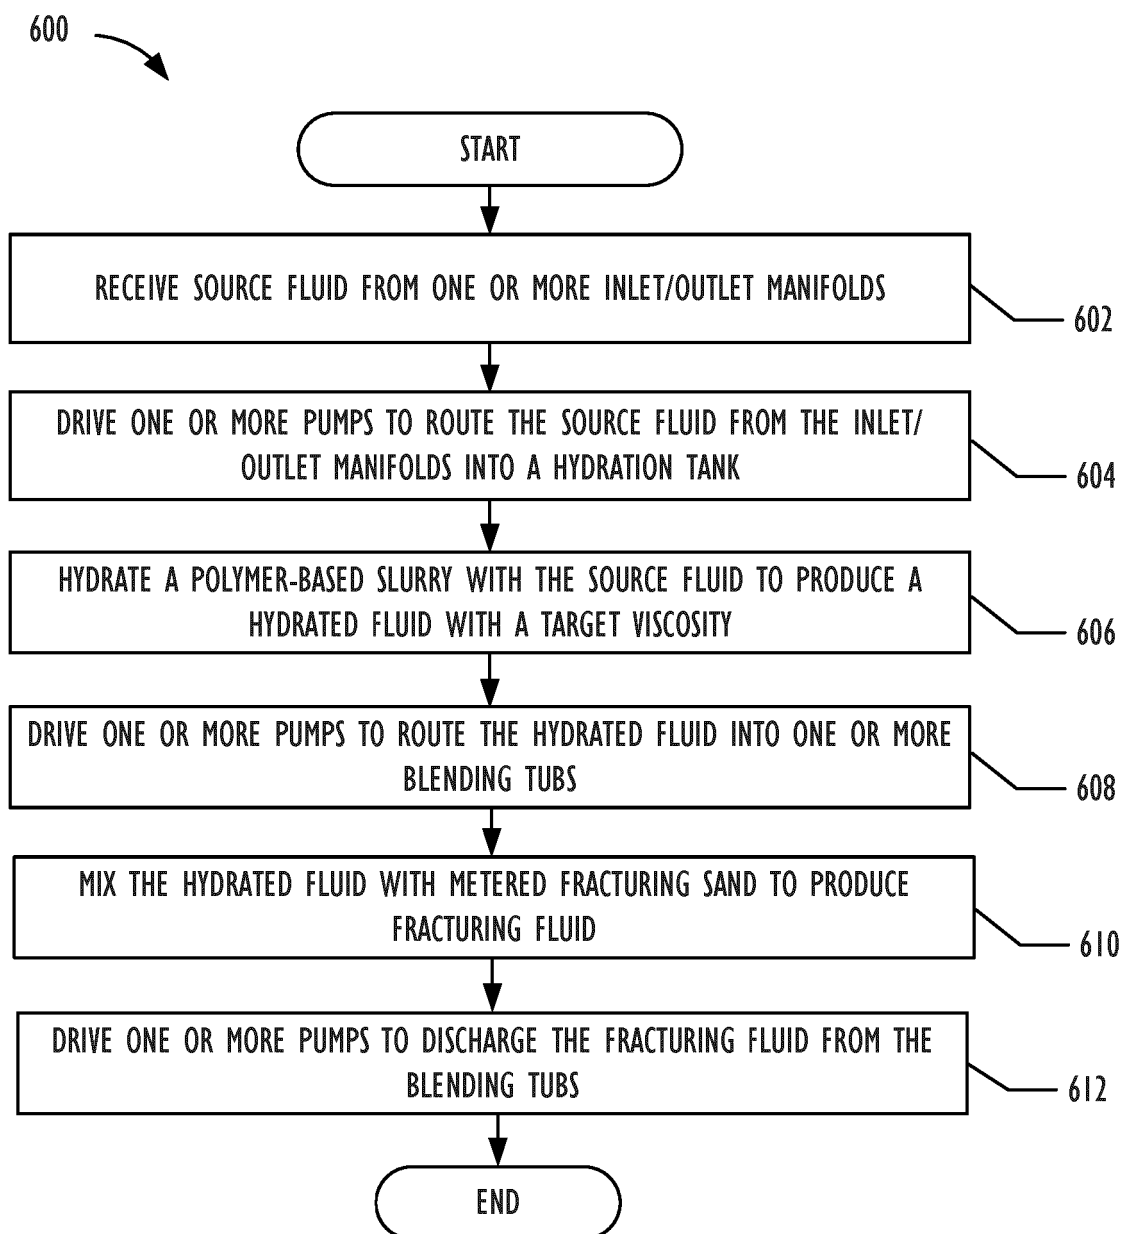 600
START
RECEIVE SOURCE FLUID FROM ONE OR MORE INLET/OUTLET MANIFOLDS
602
DRIVE ONE OR MORE PUMPS TO ROUTE THE SOURCE FLUID FROM THE INLET/
OUTLET MANIFOLDS INTO A HYDRATION TANK
604
HYDRATE A POLYMER-BASED SLURRY WITH THE SOURCE FLUID TO PRODUCE A
HYDRATED FLUID WITH A TARGET VISCOSITY
606
DRIVE ONE OR MORE PUMPS TO ROUTE THE HYDRATED FLUID INTO ONE OR MORE
BLENDING TUBS
608
MIX THE HYDRATED FLUID WITH METERED FRACTURING SAND TO PRODUCE
FRACTURING FLUID
610
DRIVE ONE OR MORE PUMPS TO DISCHARGE THE FRACTURING FLUID FROM THE
BLENDING TUBS
612
END